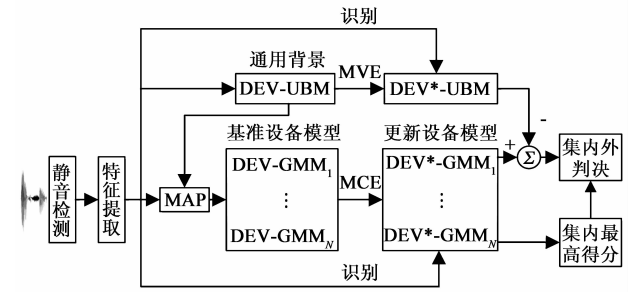 识别
通用背景
DEV-UBM
MVE
DEV*-UBM
-
静音检测
特征提取
MAP
基准设备模型
DEV-GMM₁
⋮
DEV-GMM_N
MCE
更新设备模型
DEV*-GMM₁
⋮
DEV*-GMM_N
+
Σ
集内外
判决
集内最
高得分
识别